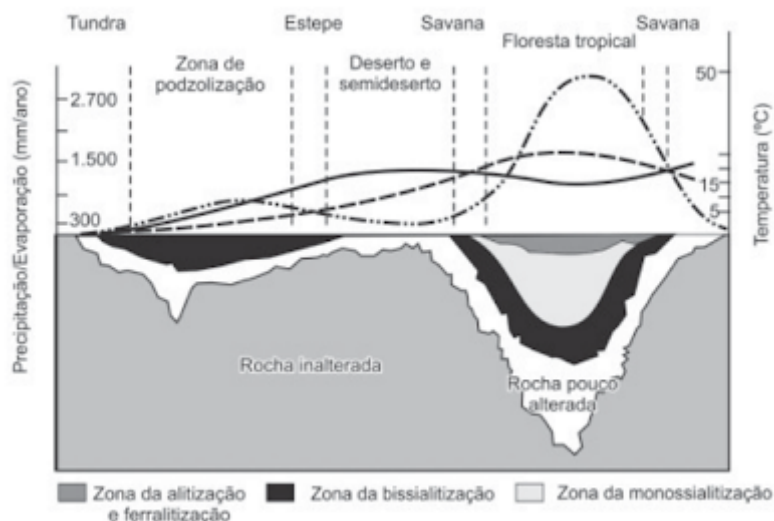 Tundra
Estepe
Savana
Savana
Floresta tropical
Zona de
podzolização
Deserto e
semideserto
Precipitação/Evaporação (mm/ano)
2.700
1.500
300
Temperatura (ºC)
50
15
5
Rocha inalterada
Rocha pouco
alterada
Zona da alitização
e ferralitização
Zona da bissialitização
Zona da monossialitização